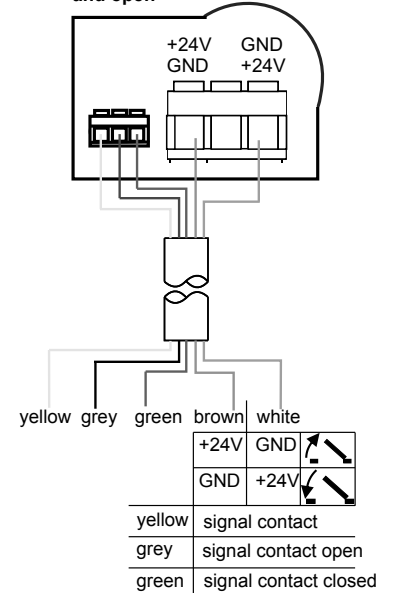 and open
+24V GND
GND +24V
yellow grey green brown white
+24V GND
GND +24V
yellow signal contact
grey signal contact open
green signal contact closed